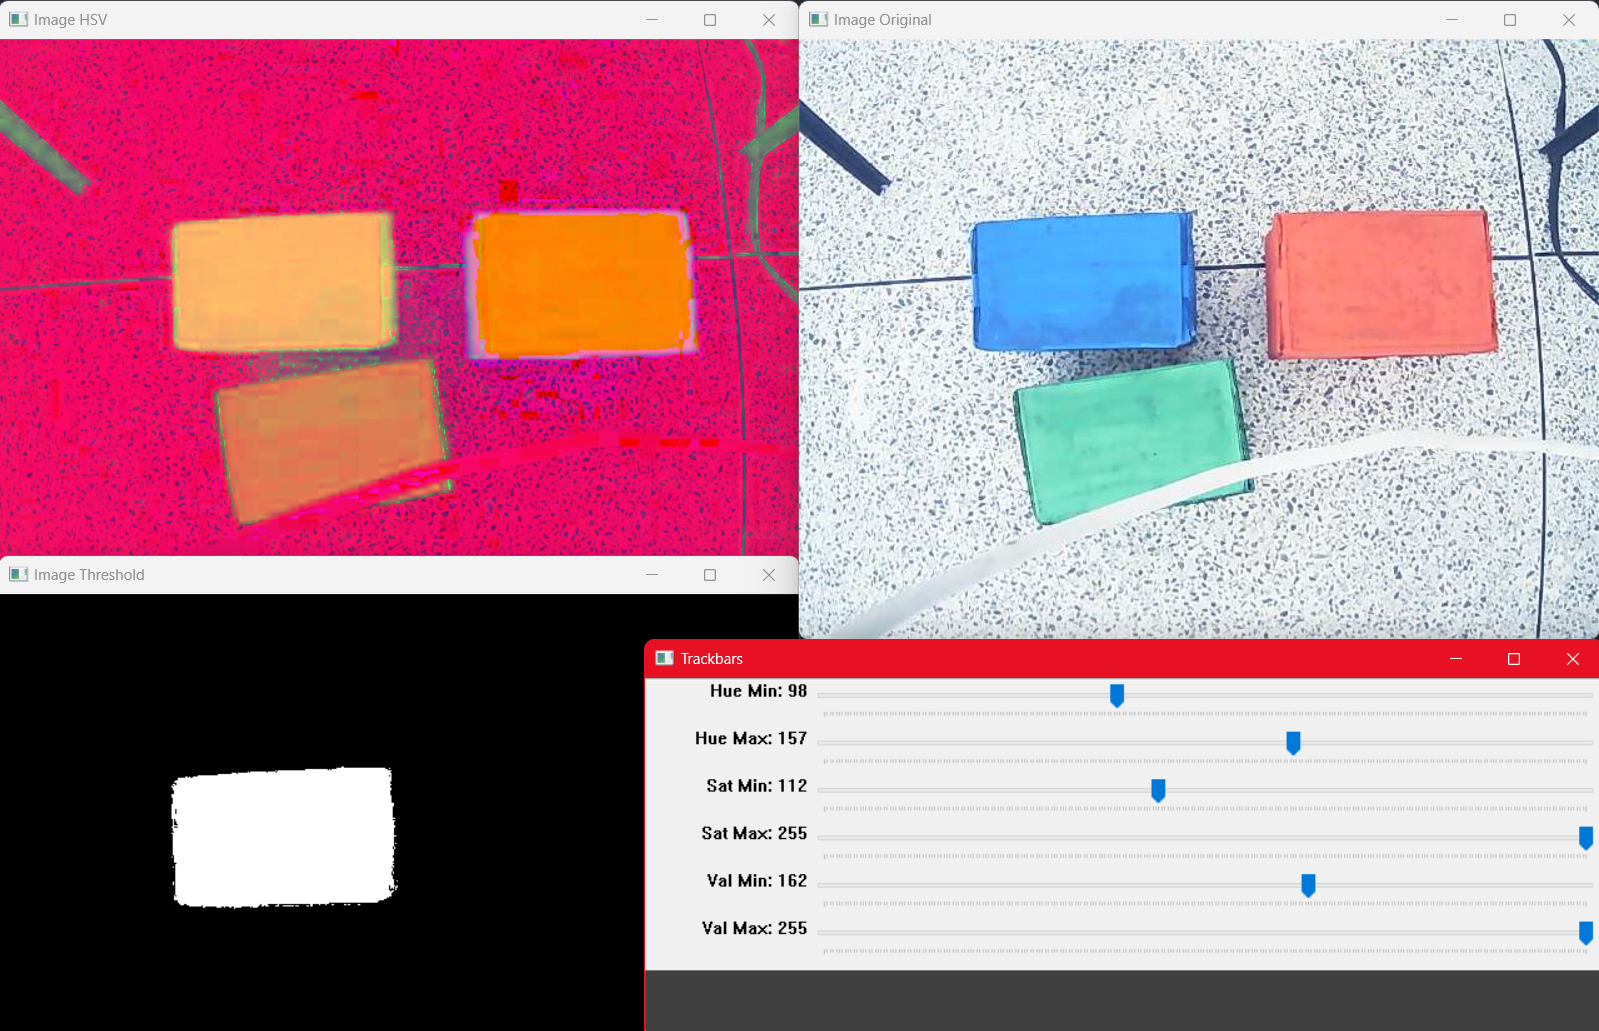 Image HSV
Image Original
Image Threshold
Trackbars
Hue Min: 98
Hue Max: 157
Sat Min: 112
Sat Max: 255
Val Min: 162
Val Max: 255